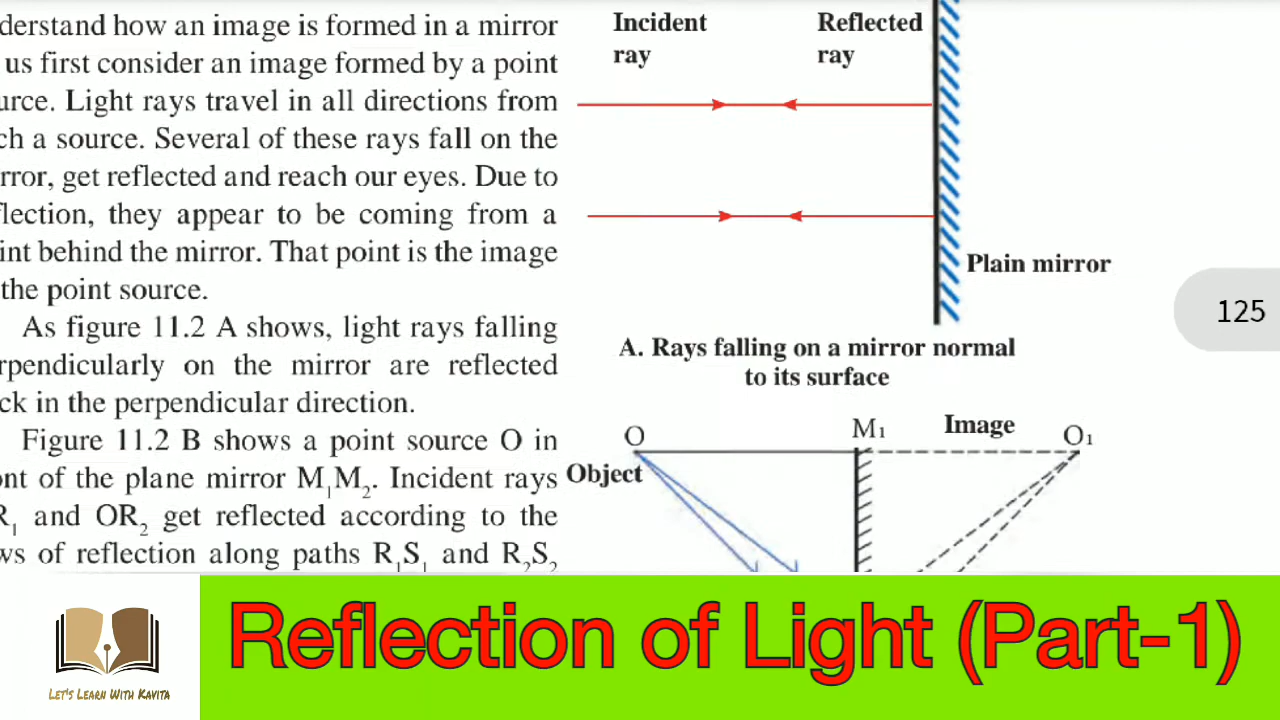 derstand how an image is formed in a mirror
us first consider an image formed by a point
urce. Light rays travel in all directions from
ch a source. Several of these rays fall on the
rror, get reflected and reach our eyes. Due to
flection, they appear to be coming from a
int behind the mirror. That point is the image
the point source.
As figure 11.2 A shows, light rays falling
rpendicularly on the mirror are reflected
ck in the perpendicular direction.
Figure 11.2 B shows a point source O in
ont of the plane mirror M₁M₂. Incident rays
R₁ and OR₂ get reflected according to the
ws of reflection along paths R₁S₁ and R₂S₂
Incident
ray
Reflected
ray
Plain mirror
125
A. Rays falling on a mirror normal
to its surface
O
M₁
Image
O₁
Object
LET'S LEARN WITH KAVITA
Reflection of Light (Part-1)